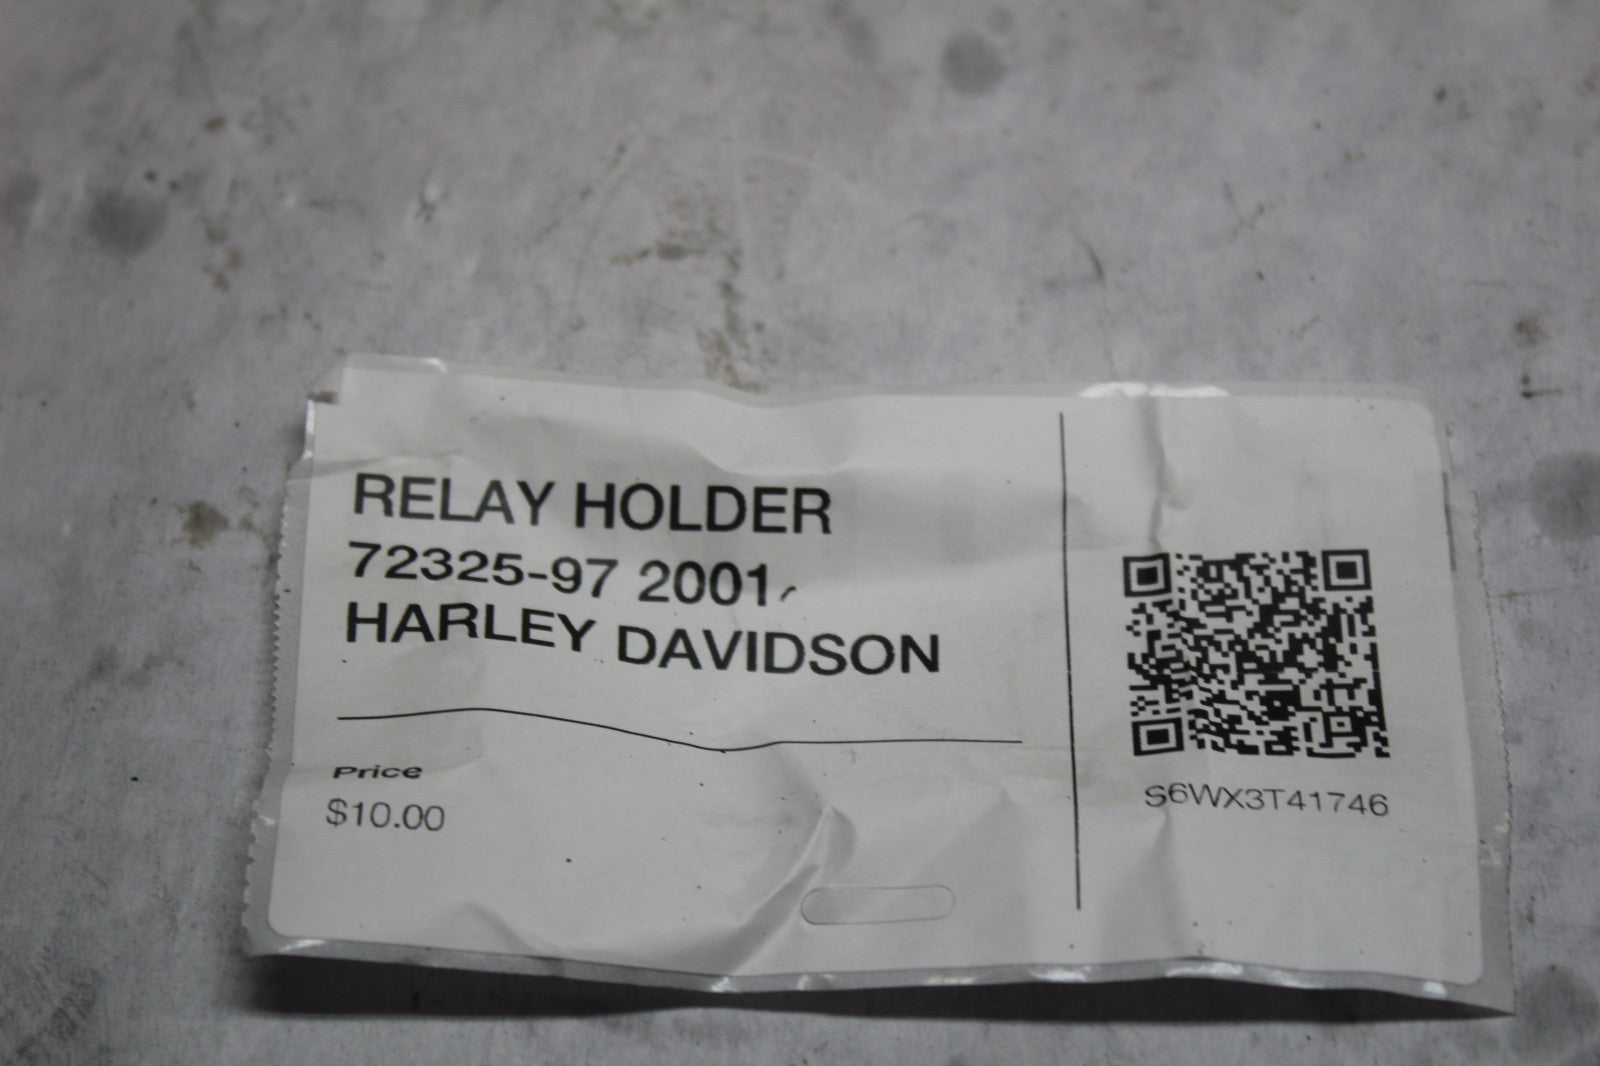 RELAY HOLDER
72325-97 2001
HARLEY DAVIDSON
Price
$10.00
S6WX3T41746